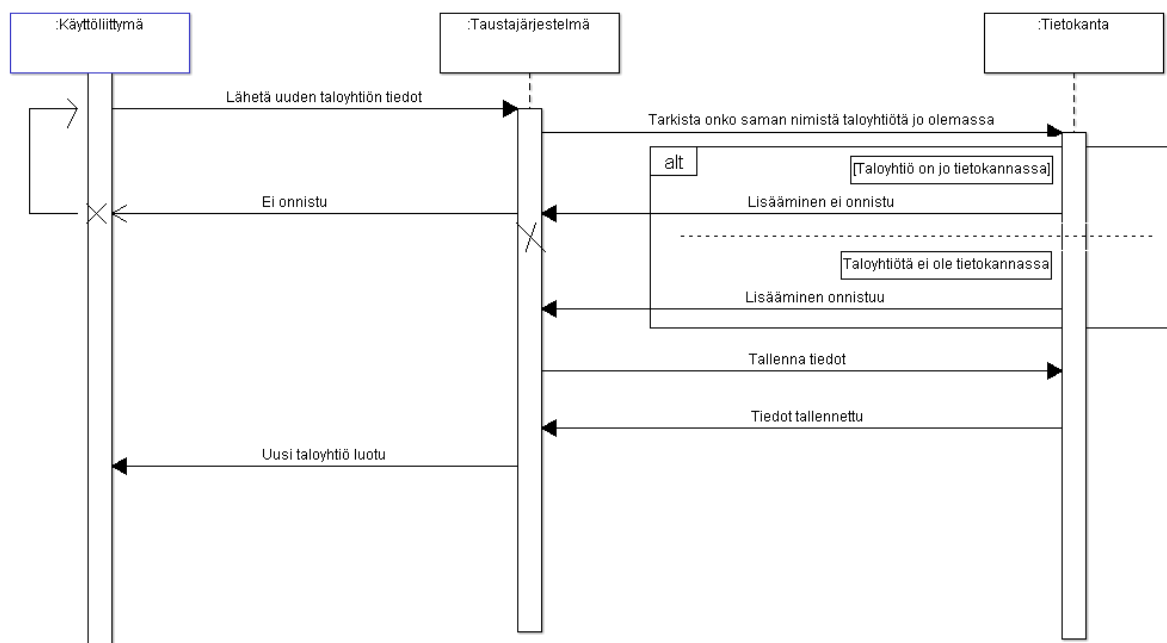 :Käyttöliittymä
:Taustajärjestelmä
:Tietokanta
Lähetä uuden taloyhtiön tiedot
Tarkista onko saman nimistä taloyhtiötä jo olemassa
alt
[Taloyhtiö on jo tietokannassa]
Ei onnistu
Lisääminen ei onnistu
Taloyhtiötä ei ole tietokannassa
Lisääminen onnistuu
Tallenna tiedot
Tiedot tallennettu
Uusi taloyhtiö luotu